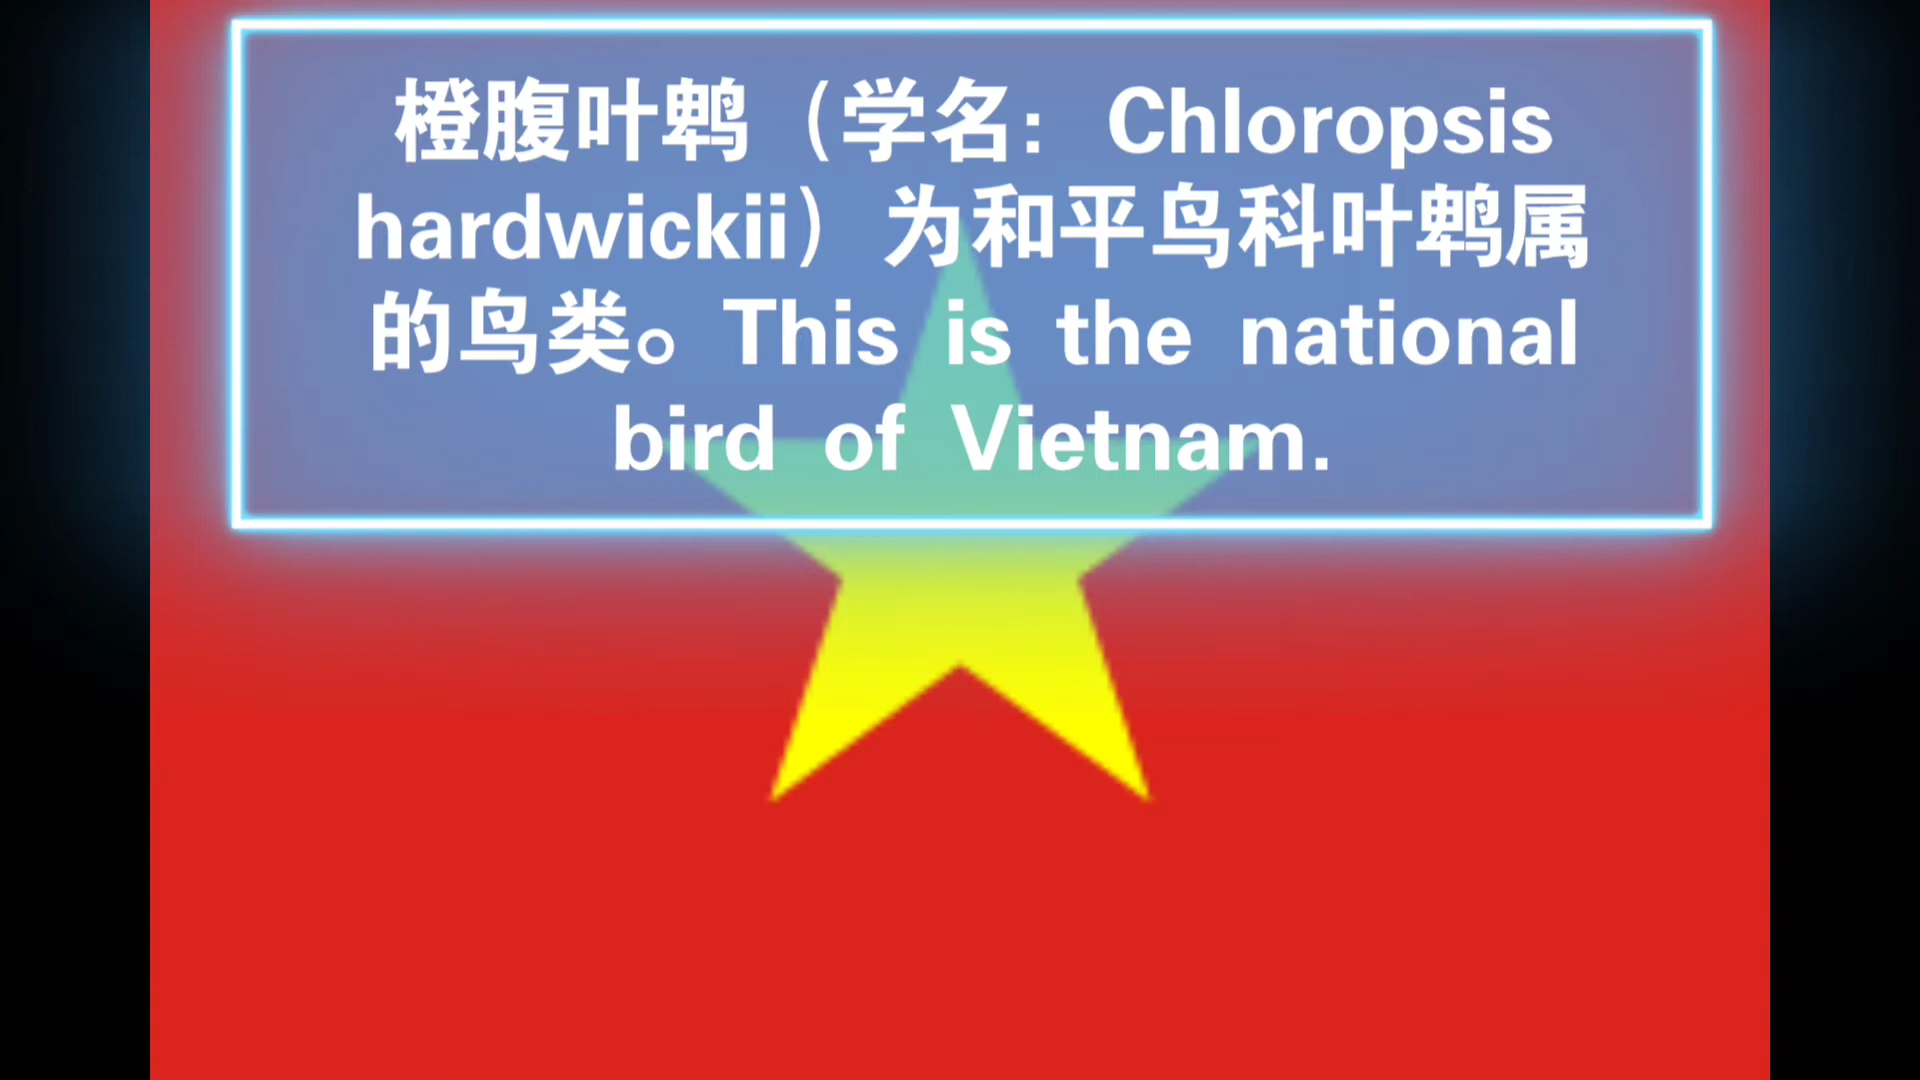 橙腹叶鹎（学名：Chloropsis
hardwickii）为和平鸟科叶鹎属
的鸟类。This is the national
bird of Vietnam.